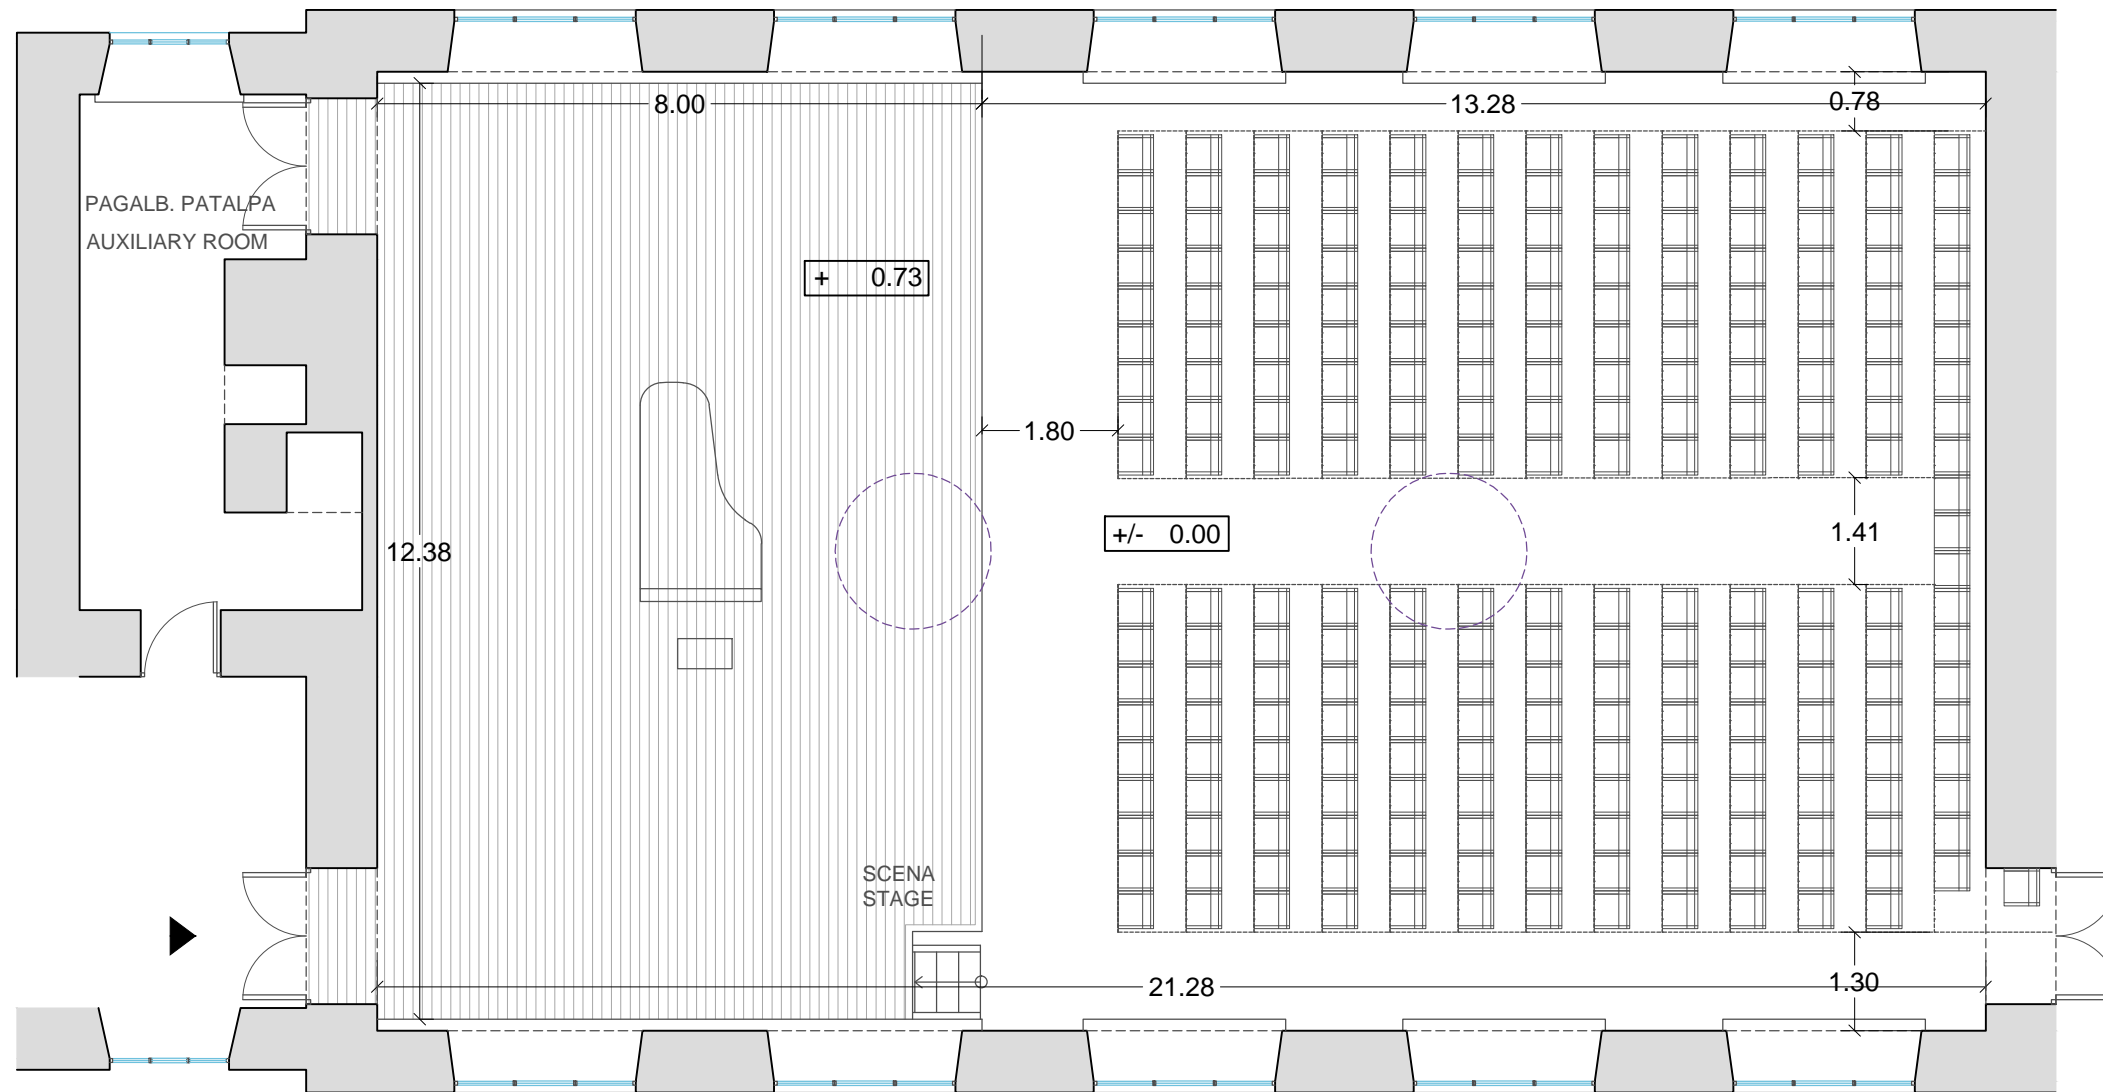 8.00
13.28
0.78
PAGALB. PATALPA
AUXILIARY ROOM
+ 0.73
1.80
+/- 0.00
1.41
12.38
SCENA
STAGE
21.28
1.30